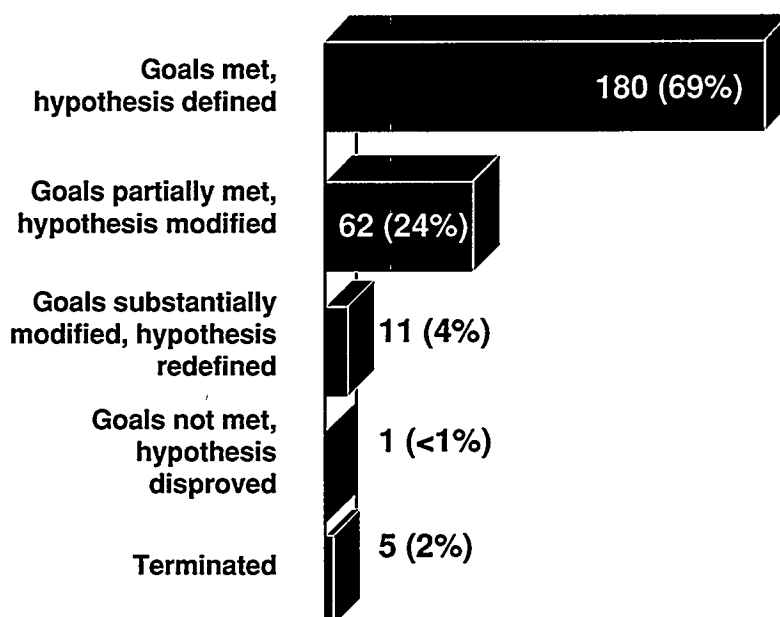 Goals met,
hypothesis defined
180 (69%)
Goals partially met,
hypothesis modified
62 (24%)
Goals substantially
modified, hypothesis
redefined
11 (4%)
Goals not met,
hypothesis
disproved
1 (<1%)
Terminated
5 (2%)